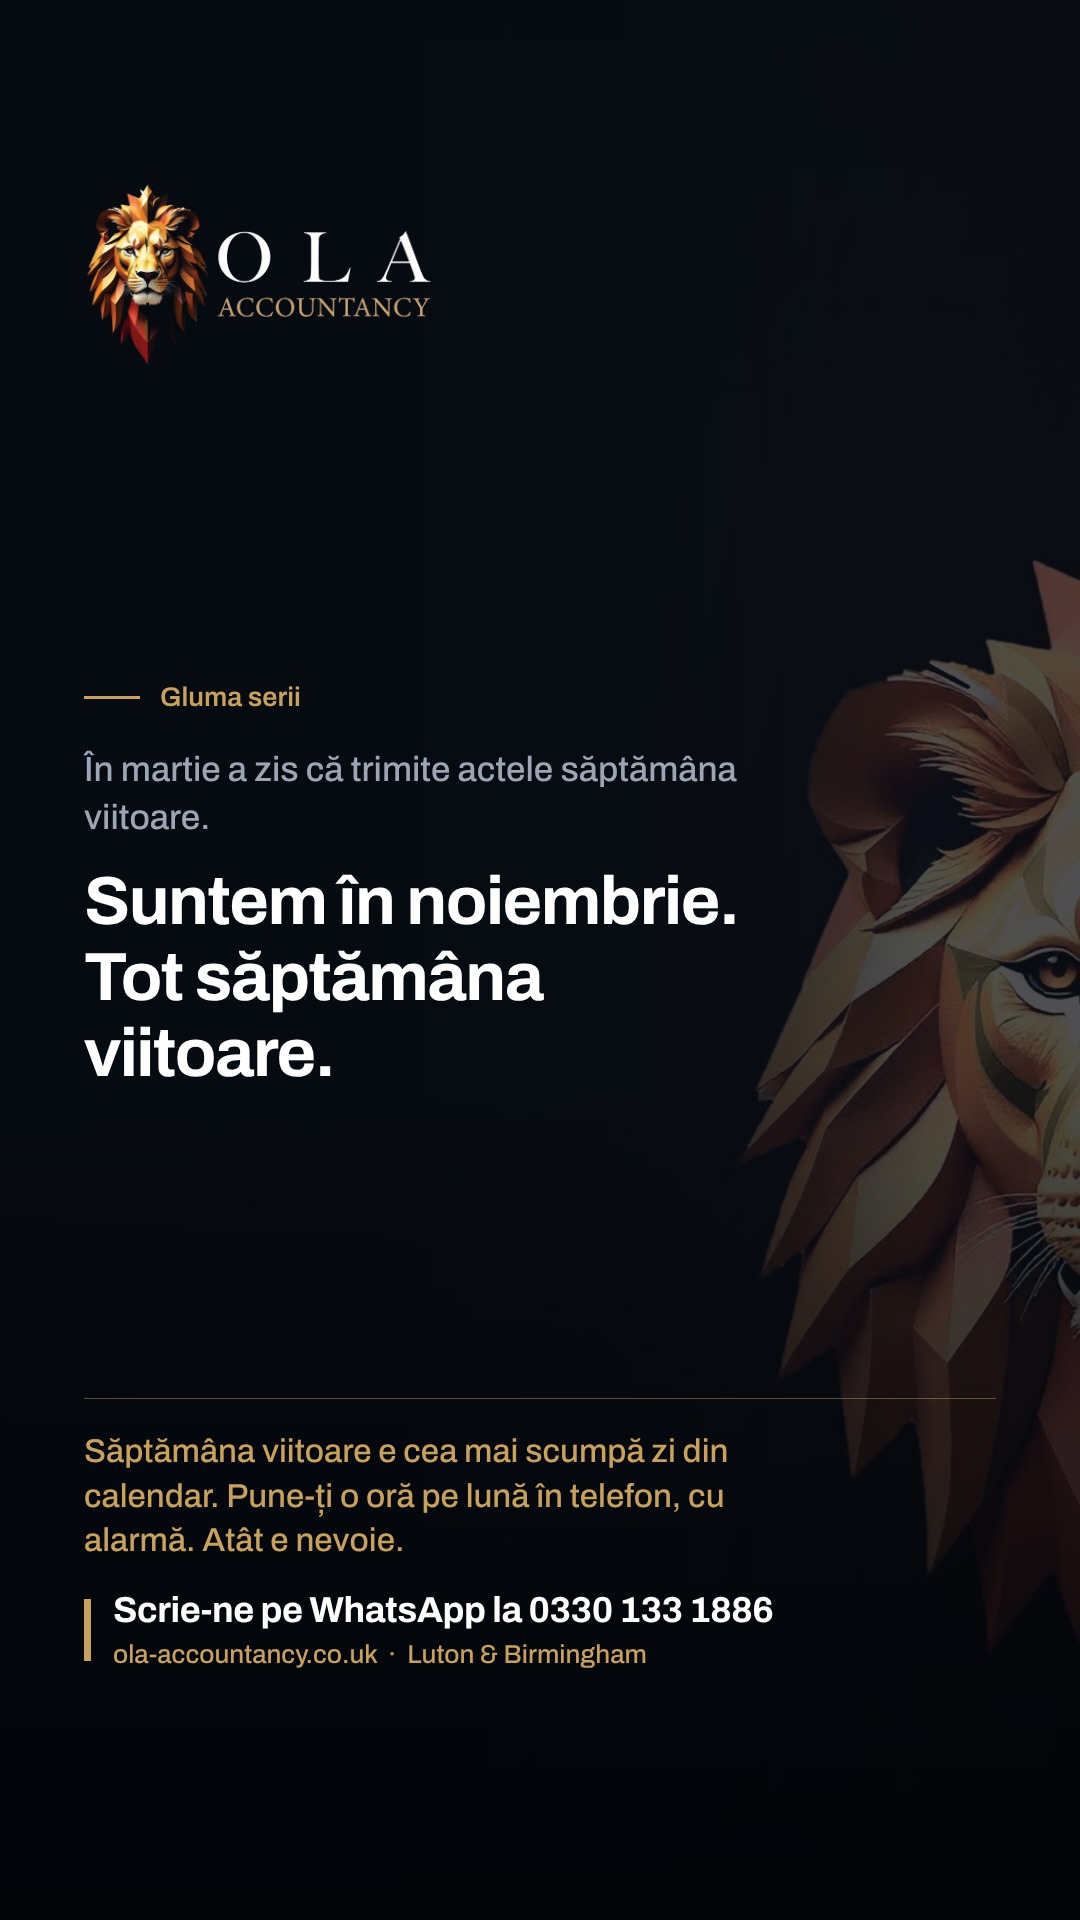 OLA
ACCOUNTANCY
Gluma serii
În martie a zis că trimite actele săptămâna
viitoare.
Suntem în noiembrie.
Tot săptămâna
viitoare.
Săptămâna viitoare e cea mai scumpă zi din
calendar. Pune-ți o oră pe lună în telefon, cu
alarmă. Atât e nevoie.
Scrie-ne pe WhatsApp la 0330 133 1886
ola-accountancy.co.uk · Luton & Birmingham